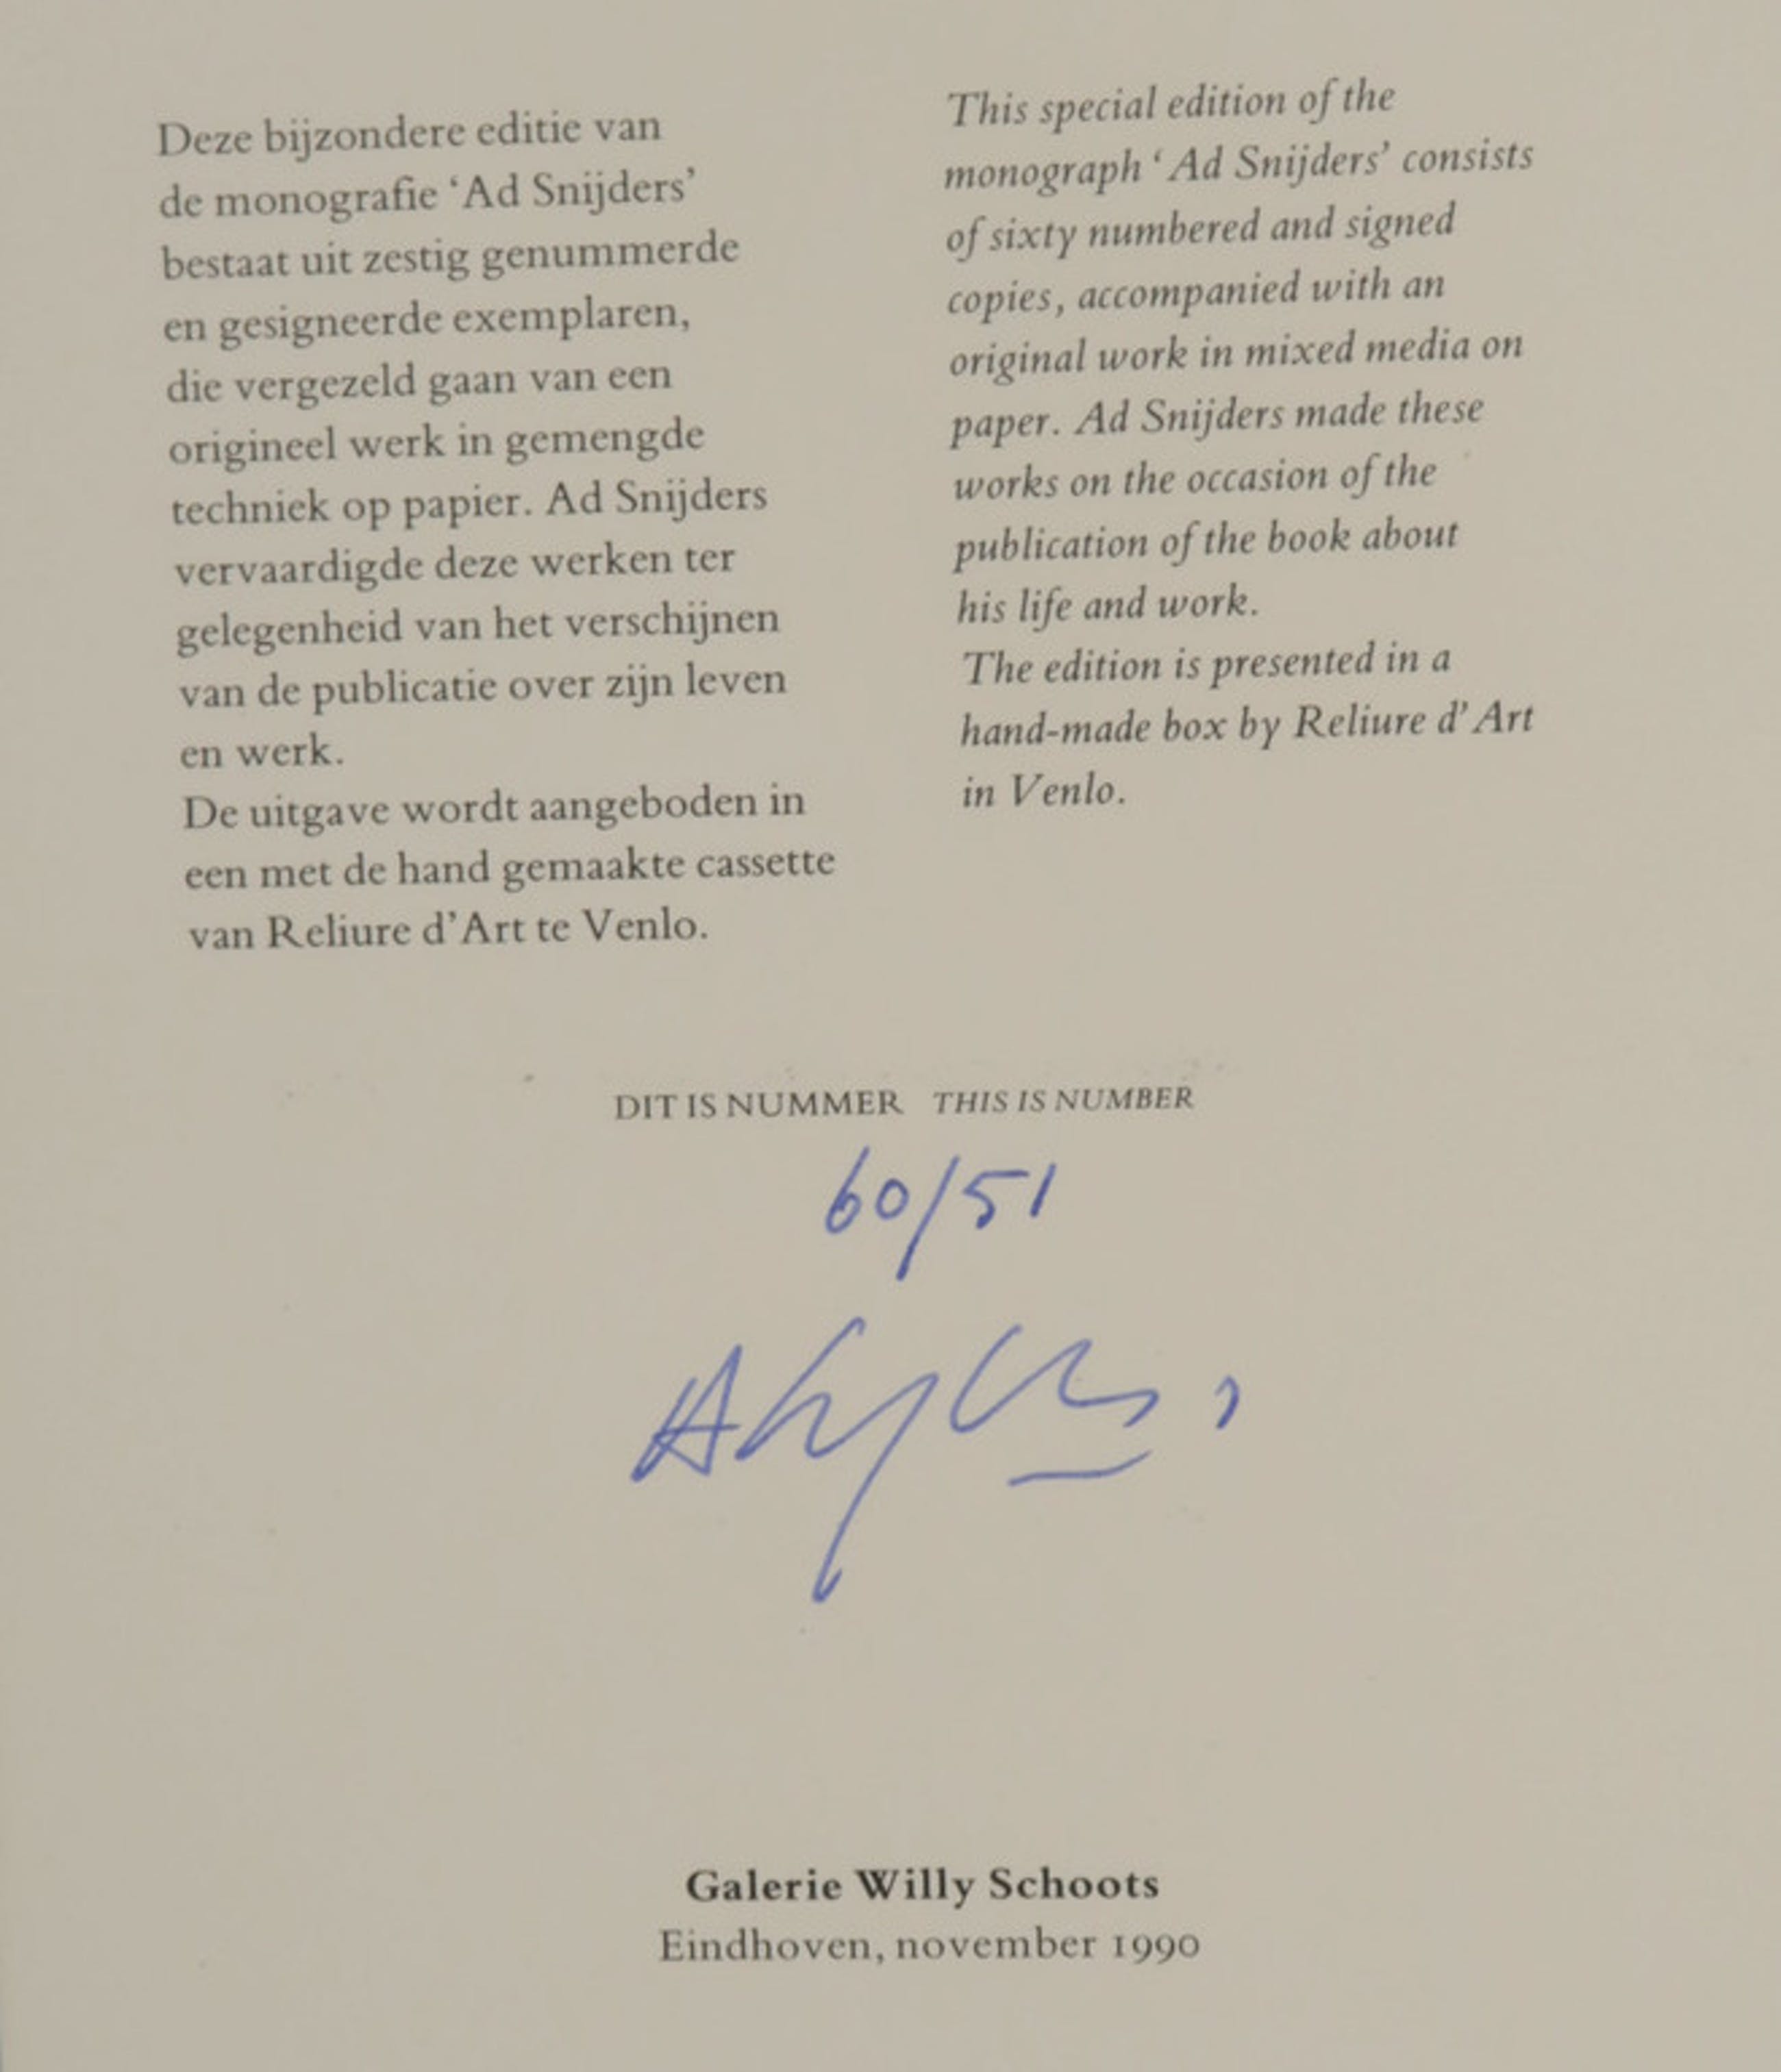 Deze bijzondere editie van
de monografie ‘Ad Snijders’
bestaat uit zestig genummerde
en gesigneerde exemplaren,
die vergezeld gaan van een
origineel werk in gemengde
techniek op papier. Ad Snijders
vervaardigde deze werken ter
gelegenheid van het verschijnen
van de publicatie over zijn leven
en werk.
De uitgave wordt aangeboden in
een met de hand gemaakte cassette
van Reliure d’Art te Venlo.
This special edition of the
monograph ‘Ad Snijders’ consists
of sixty numbered and signed
copies, accompanied with an
original work in mixed media on
paper. Ad Snijders made these
works on the occasion of the
publication of the book about
his life and work.
The edition is presented in a
hand-made box by Reliure d’Art
in Venlo.
DIT IS NUMMER THIS IS NUMBER
60/51
Galerie Willy Schoots
Eindhoven, november 1990